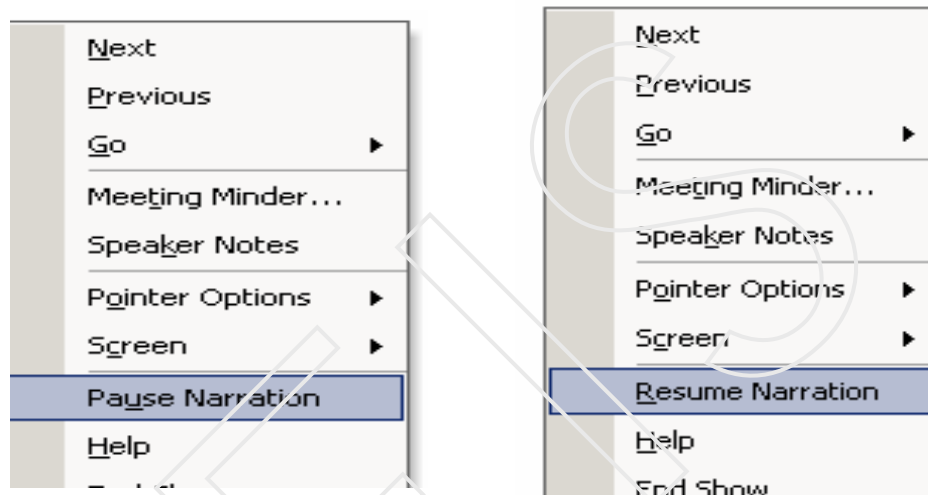 Next
Previous
Go
Meeting Minder...
Speaker Notes
Pointer Options
Screen
Pause Narration
Help
Next
Previous
Go
Meeting Minder...
Speaker Notes
Pointer Options
Screen
Resume Narration
Help
End Show